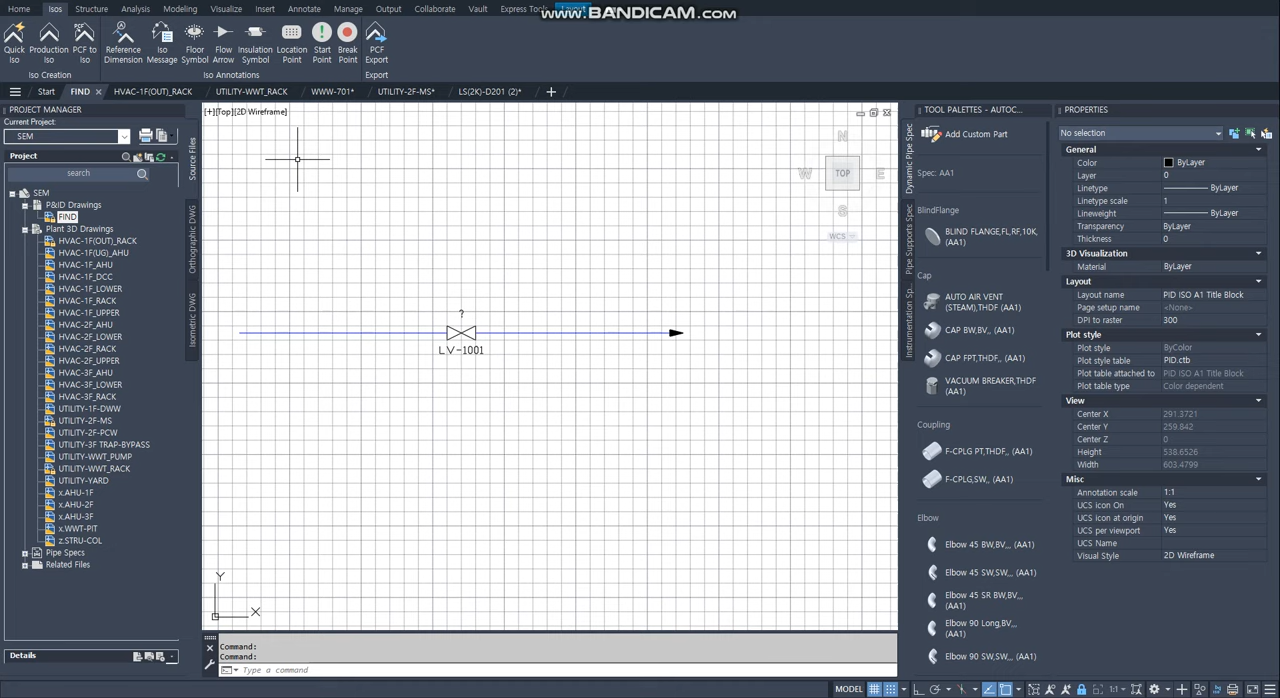 www.BANDICAM.com
Home Isos Structure Analysis Modeling Visualize Insert Annotate Manage Output Collaborate Vault Express Tools Layout
Quick Iso
Production Iso
PCF to Iso
Reference Dimension
Iso Message
Floor Symbol
Flow Arrow
Insulation Symbol
Location Point
Start Point
Break Point
PCF Export
Iso Creation
Iso Annotations
Export
Start FIND HVAC-1F(OUT)_RACK UTILITY-WWT_RACK WWW-701* UTILITY-2F-MS* LS(2K)-D201 (2)*
PROJECT MANAGER
Current Project:
SEM
Project
search
SEM
P&ID Drawings
FIND
Plant 3D Drawings
HVAC-1F(OUT)_RACK
HVAC-1F(UG)_AHU
HVAC-1F_AHU
HVAC-1F_DCC
HVAC-1F_LOWER
HVAC-1F_RACK
HVAC-1F_UPPER
HVAC-2F_AHU
HVAC-2F_LOWER
HVAC-2F_RACK
HVAC-2F_UPPER
HVAC-3F_AHU
HVAC-3F_LOWER
HVAC-3F_RACK
UTILITY-1F-DWW
UTILITY-2F-MS
UTILITY-2F-PCW
UTILITY-3F TRAP-BYPASS
UTILITY-WWT_PUMP
UTILITY-WWT_RACK
UTILITY-YARD
x.AHU-1F
x.AHU-2F
x.AHU-3F
x.WWT-PIT
z.STRU-COL
Pipe Specs
Related Files
Details
Source Files
Orthographic DWG
Isometric DWG
[+][Top][2D Wireframe]
N
W TOP E
S
WCS
?
LV-1001
Y
X
Command:
Command:
Type a command
TOOL PALETTES - AUTOC...
Dynamic Pipe Spec
Pipe Supports Spec
Instrumentation Sp...
Add Custom Part
Spec: AA1
BlindFlange
BLIND FLANGE,FL,RF,10K, (AA1)
Cap
AUTO AIR VENT (STEAM),THDF (AA1)
CAP BW,BV,,, (AA1)
CAP FPT,THDF,, (AA1)
VACUUM BREAKER,THDF (AA1)
Coupling
F-CPLG PT,THDF,, (AA1)
F-CPLG,SW,, (AA1)
Elbow
Elbow 45 BW,BV,,, (AA1)
Elbow 45 SW,SW,,, (AA1)
Elbow 45 SR BW,BV,,, (AA1)
Elbow 90 Long,BV,,, (AA1)
Elbow 90 SW,SW,,, (AA1)
PROPERTIES
No selection
General
Color ByLayer
Layer 0
Linetype ByLayer
Linetype scale 1
Lineweight ByLayer
Transparency ByLayer
Thickness 0
3D Visualization
Material ByLayer
Layout
Layout name PID ISO A1 Title Block
Page setup name <None>
DPI to raster 300
Plot style
Plot style ByColor
Plot style table PID.ctb
Plot table attached to PID ISO A1 Title Block
Plot table type Color dependent
View
Center X 291.3721
Center Y 259.842
Center Z 0
Height 538.6526
Width 603.4799
Misc
Annotation scale 1:1
UCS icon On Yes
UCS icon at origin Yes
UCS per viewport Yes
UCS Name
Visual Style 2D Wireframe
MODEL 1:1